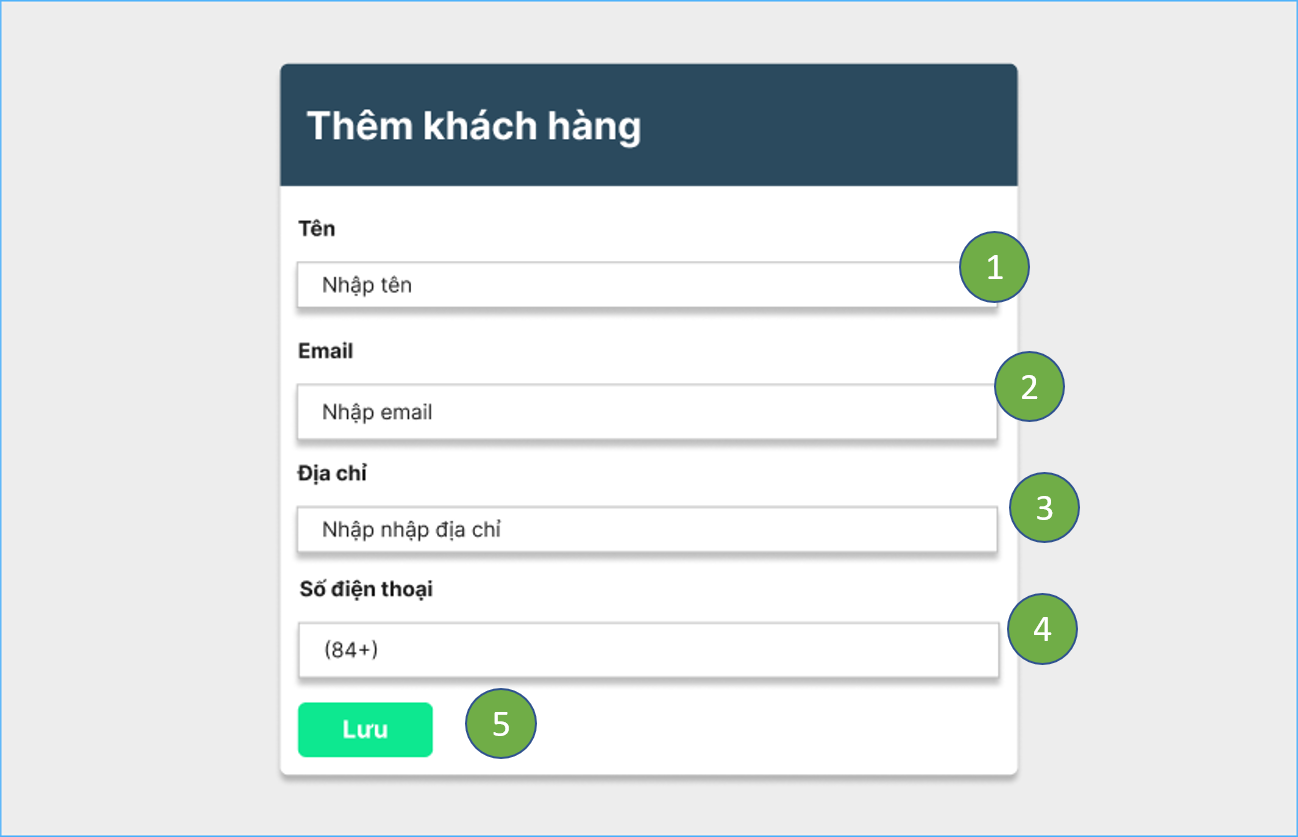 Thêm khách hàng
Tên
Nhập tên
1
Email
Nhập email
2
Địa chỉ
Nhập nhập địa chỉ
3
Số điện thoại
(84+)
4
Lưu
5